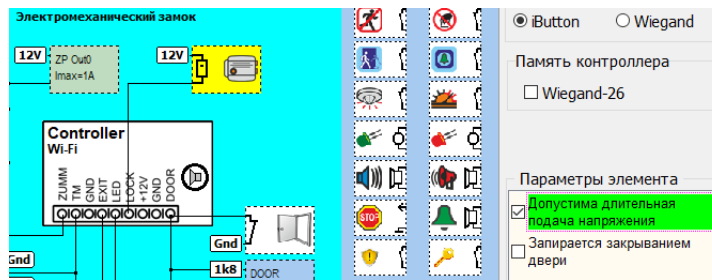 Электромеханический замок
12V
ZP Out0
Imax=1A
12V
Controller
Wi-Fi
ZUMM
TM
GND
EXIT
LED
LOCK
+12V
GND
DOOR
Gnd
1k8
DOOR
Gnd
STOP
iButton
Wiegand
Память контроллера
Wiegand-26
Параметры элемента
Допустима длительная
подача напряжения
Запирается закрыванием
двери